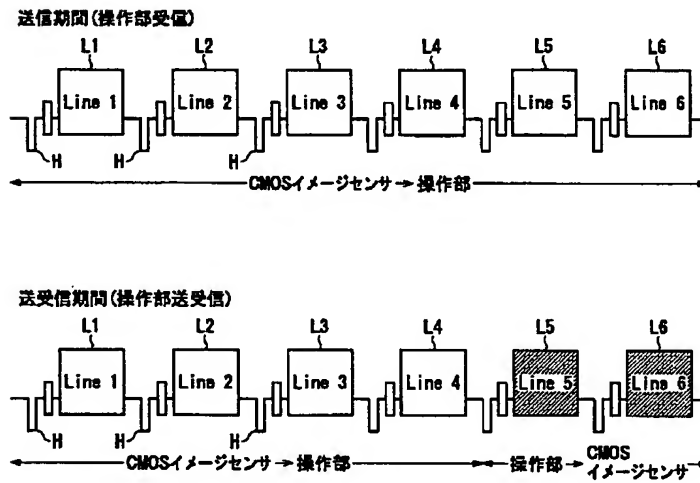 送信期間(操作部受信)
L1 L2 L3 L4 L5 L6
Line 1 Line 2 Line 3 Line 4 Line 5 Line 6
H H H
CMOSイメージセンサ→操作部
送受信期間(操作部送受信)
L1 L2 L3 L4 L5 L6
Line 1 Line 2 Line 3 Line 4 Line 5 Line 6
H H H
CMOSイメージセンサ→操作部 操作部→CMOS
イメージセンサ